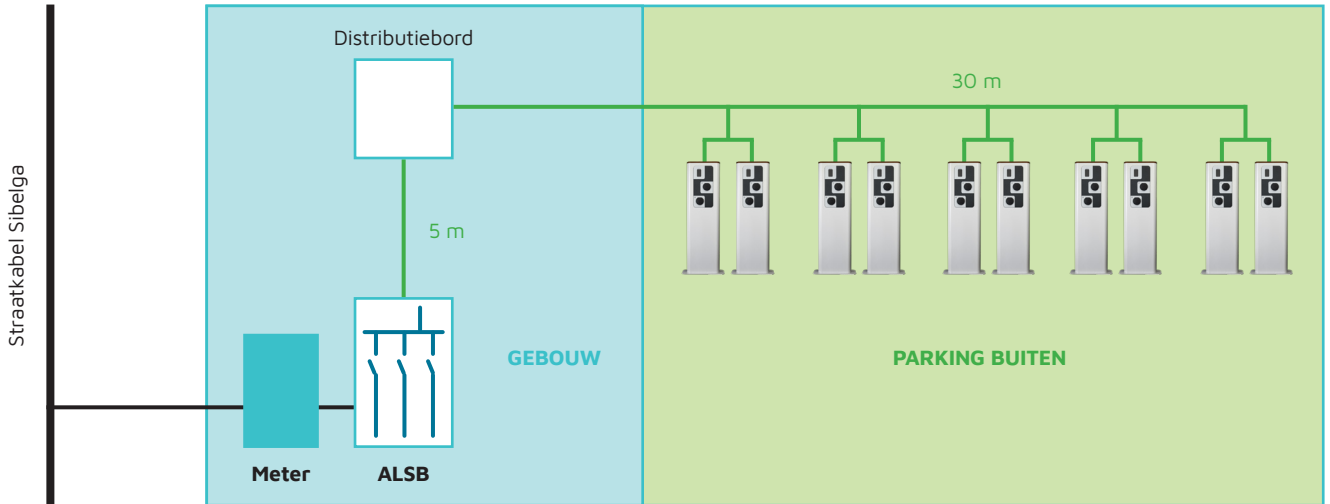 Straatkabel Sibelga
Distributiebord
30 m
5 m
GEBOUW
PARKING BUITEN
Meter
ALSB